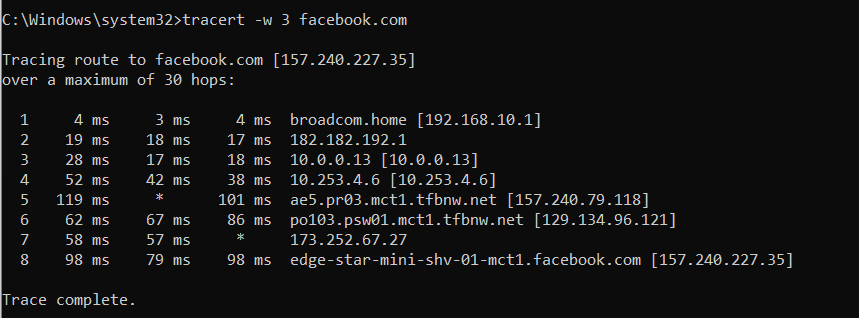 C:\Windows\system32>tracert -w 3 facebook.com
Tracing route to facebook.com [157.240.227.35]
over a maximum of 30 hops:
1 4 ms 3 ms 4 ms broadcom.home [192.168.10.1]
2 19 ms 18 ms 17 ms 182.182.192.1
3 28 ms 17 ms 18 ms 10.0.0.13 [10.0.0.13]
4 52 ms 42 ms 38 ms 10.253.4.6 [10.253.4.6]
5 119 ms * 101 ms ae5.pr03.mct1.tfbnw.net [157.240.79.118]
6 62 ms 67 ms 86 ms po103.psw01.mct1.tfbnw.net [129.134.96.121]
7 58 ms 57 ms * 173.252.67.27
8 98 ms 79 ms 98 ms edge-star-mini-shv-01-mct1.facebook.com [157.240.227.35]
Trace complete.